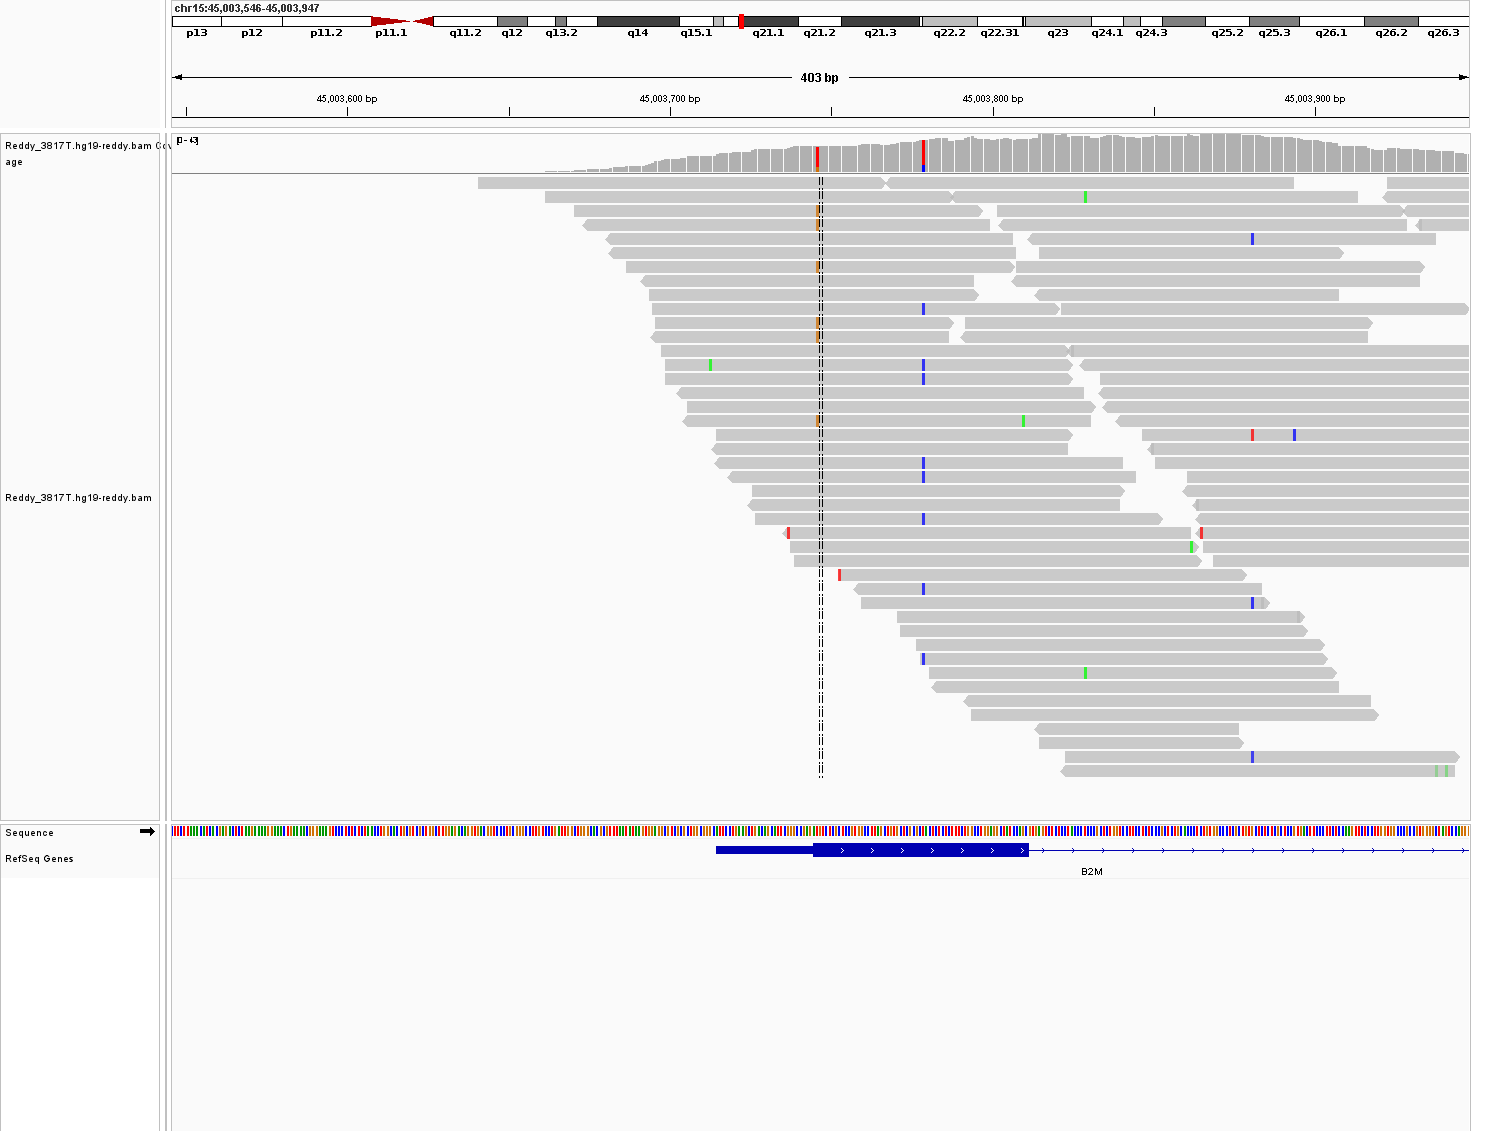 chr15:45,003,546-45,003,947
p13 p12 p11.2 p11.1 q11.2 q12 q13.2 q14 q15.1 q21.1 q21.2 q21.3 q22.2 q22.31 q23 q24.1 q24.3 q25.2 q25.3 q26.1 q26.2 q26.3
403 bp
45,003,600 bp 45,003,700 bp 45,003,800 bp 45,003,900 bp
Reddy_3817T.hg19-reddy.bam Cov
age
Reddy_3817T.hg19-reddy.bam
Sequence
RefSeq Genes
B2M